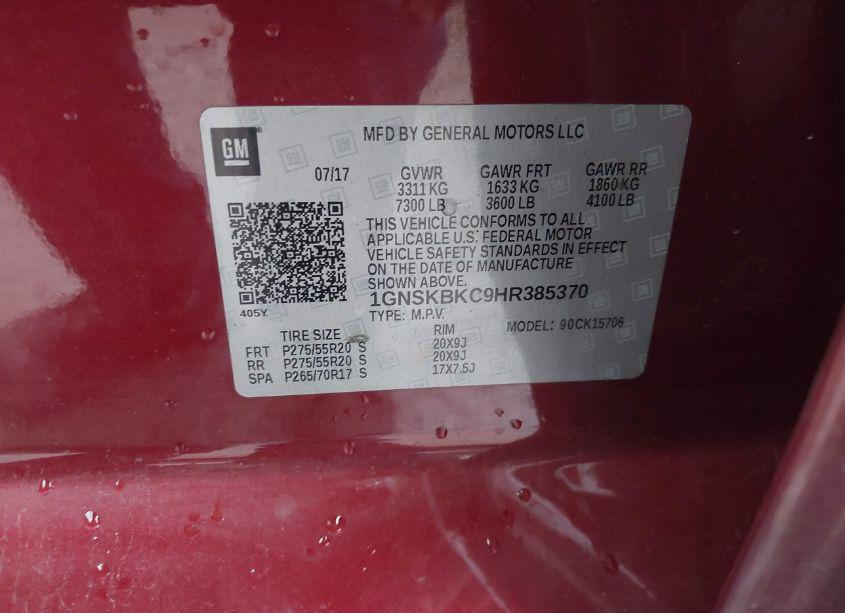 GM
MFD BY GENERAL MOTORS LLC
07/17 GVWR GAWR FRT GAWR RR
3311 KG 1633 KG 1860 KG
7300 LB 3600 LB 4100 LB
THIS VEHICLE CONFORMS TO ALL
APPLICABLE U.S. FEDERAL MOTOR
VEHICLE SAFETY STANDARDS IN EFFECT
ON THE DATE OF MANUFACTURE
SHOWN ABOVE.
405Y 1GNSKBKC9HR385370
TYPE: M.P.V. MODEL: 90CK15706
TIRE SIZE RIM
FRT P275/55R20 S 20X9J
RR P275/55R20 S 20X9J
SPA P265/70R17 S 17X7.5J